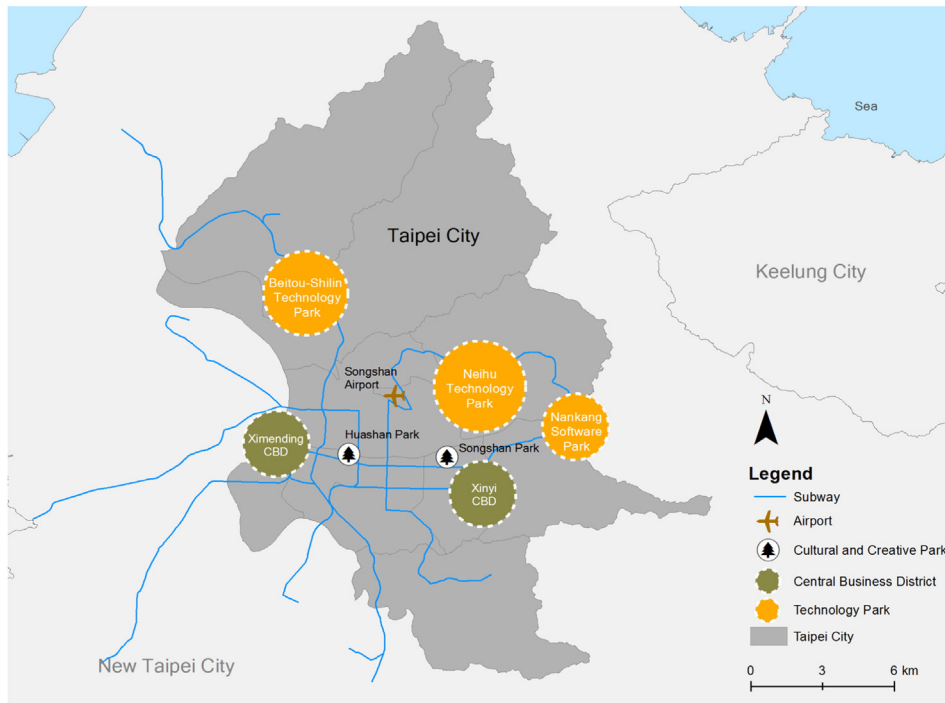 Sea
Taipei City
Keelung City
Beitou-Shilin
Technology
Park
Songshan
Airport
Neihu
Technology
Park
Nankang
Software
Park
Ximending
CBD
Huashan Park
Songshan Park
Xinyi
CBD
New Taipei City
N
Legend
Subway
Airport
Cultural and Creative Park
Central Business District
Technology Park
Taipei City
0 3 6 km